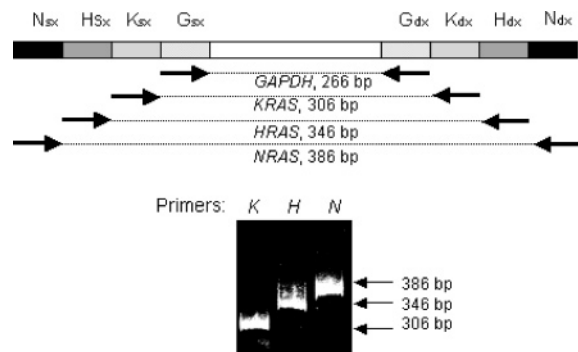 Nsx Hsx Ksx Gsx Gdx Kdx Hdx Ndx
GAPDH, 266 bp
KRAS, 306 bp
HRAS, 346 bp
NRAS, 386 bp
Primers: K H N
386 bp
346 bp
306 bp